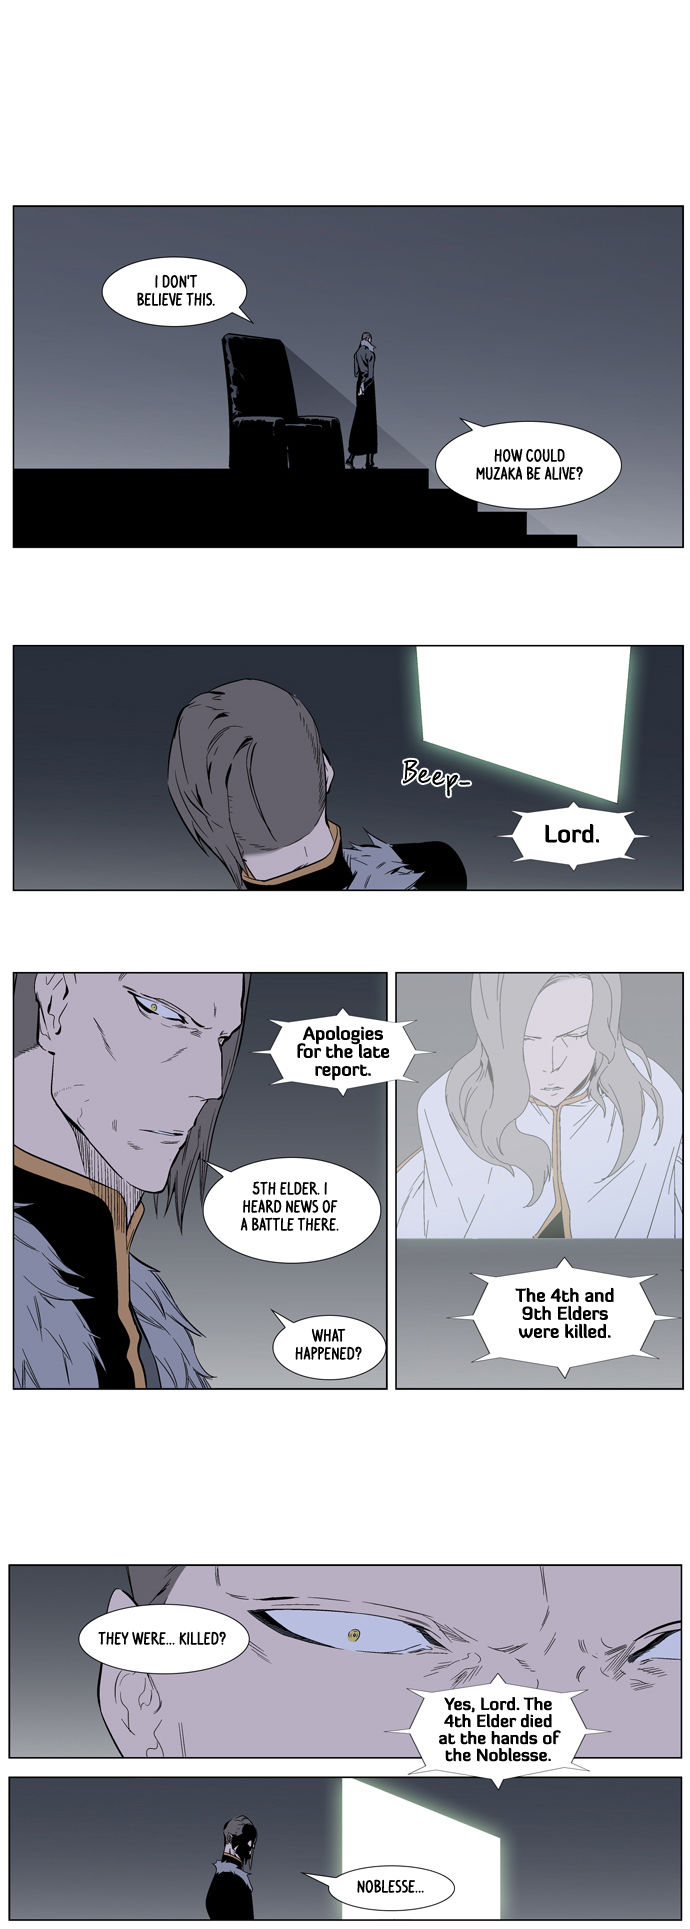 I DON'T
BELIEVE THIS.
HOW COULD
MUZAKA BE ALIVE?
Beep-
Lord.
Apologies
for the late
report.
5TH ELDER. I
HEARD NEWS OF
A BATTLE THERE.
WHAT
HAPPENED?
The 4th and
9th Elders
were killed.
THEY WERE... KILLED?
Yes, Lord. The
4th Elder died
at the hands of
the Noblesse.
NOBLESSE...